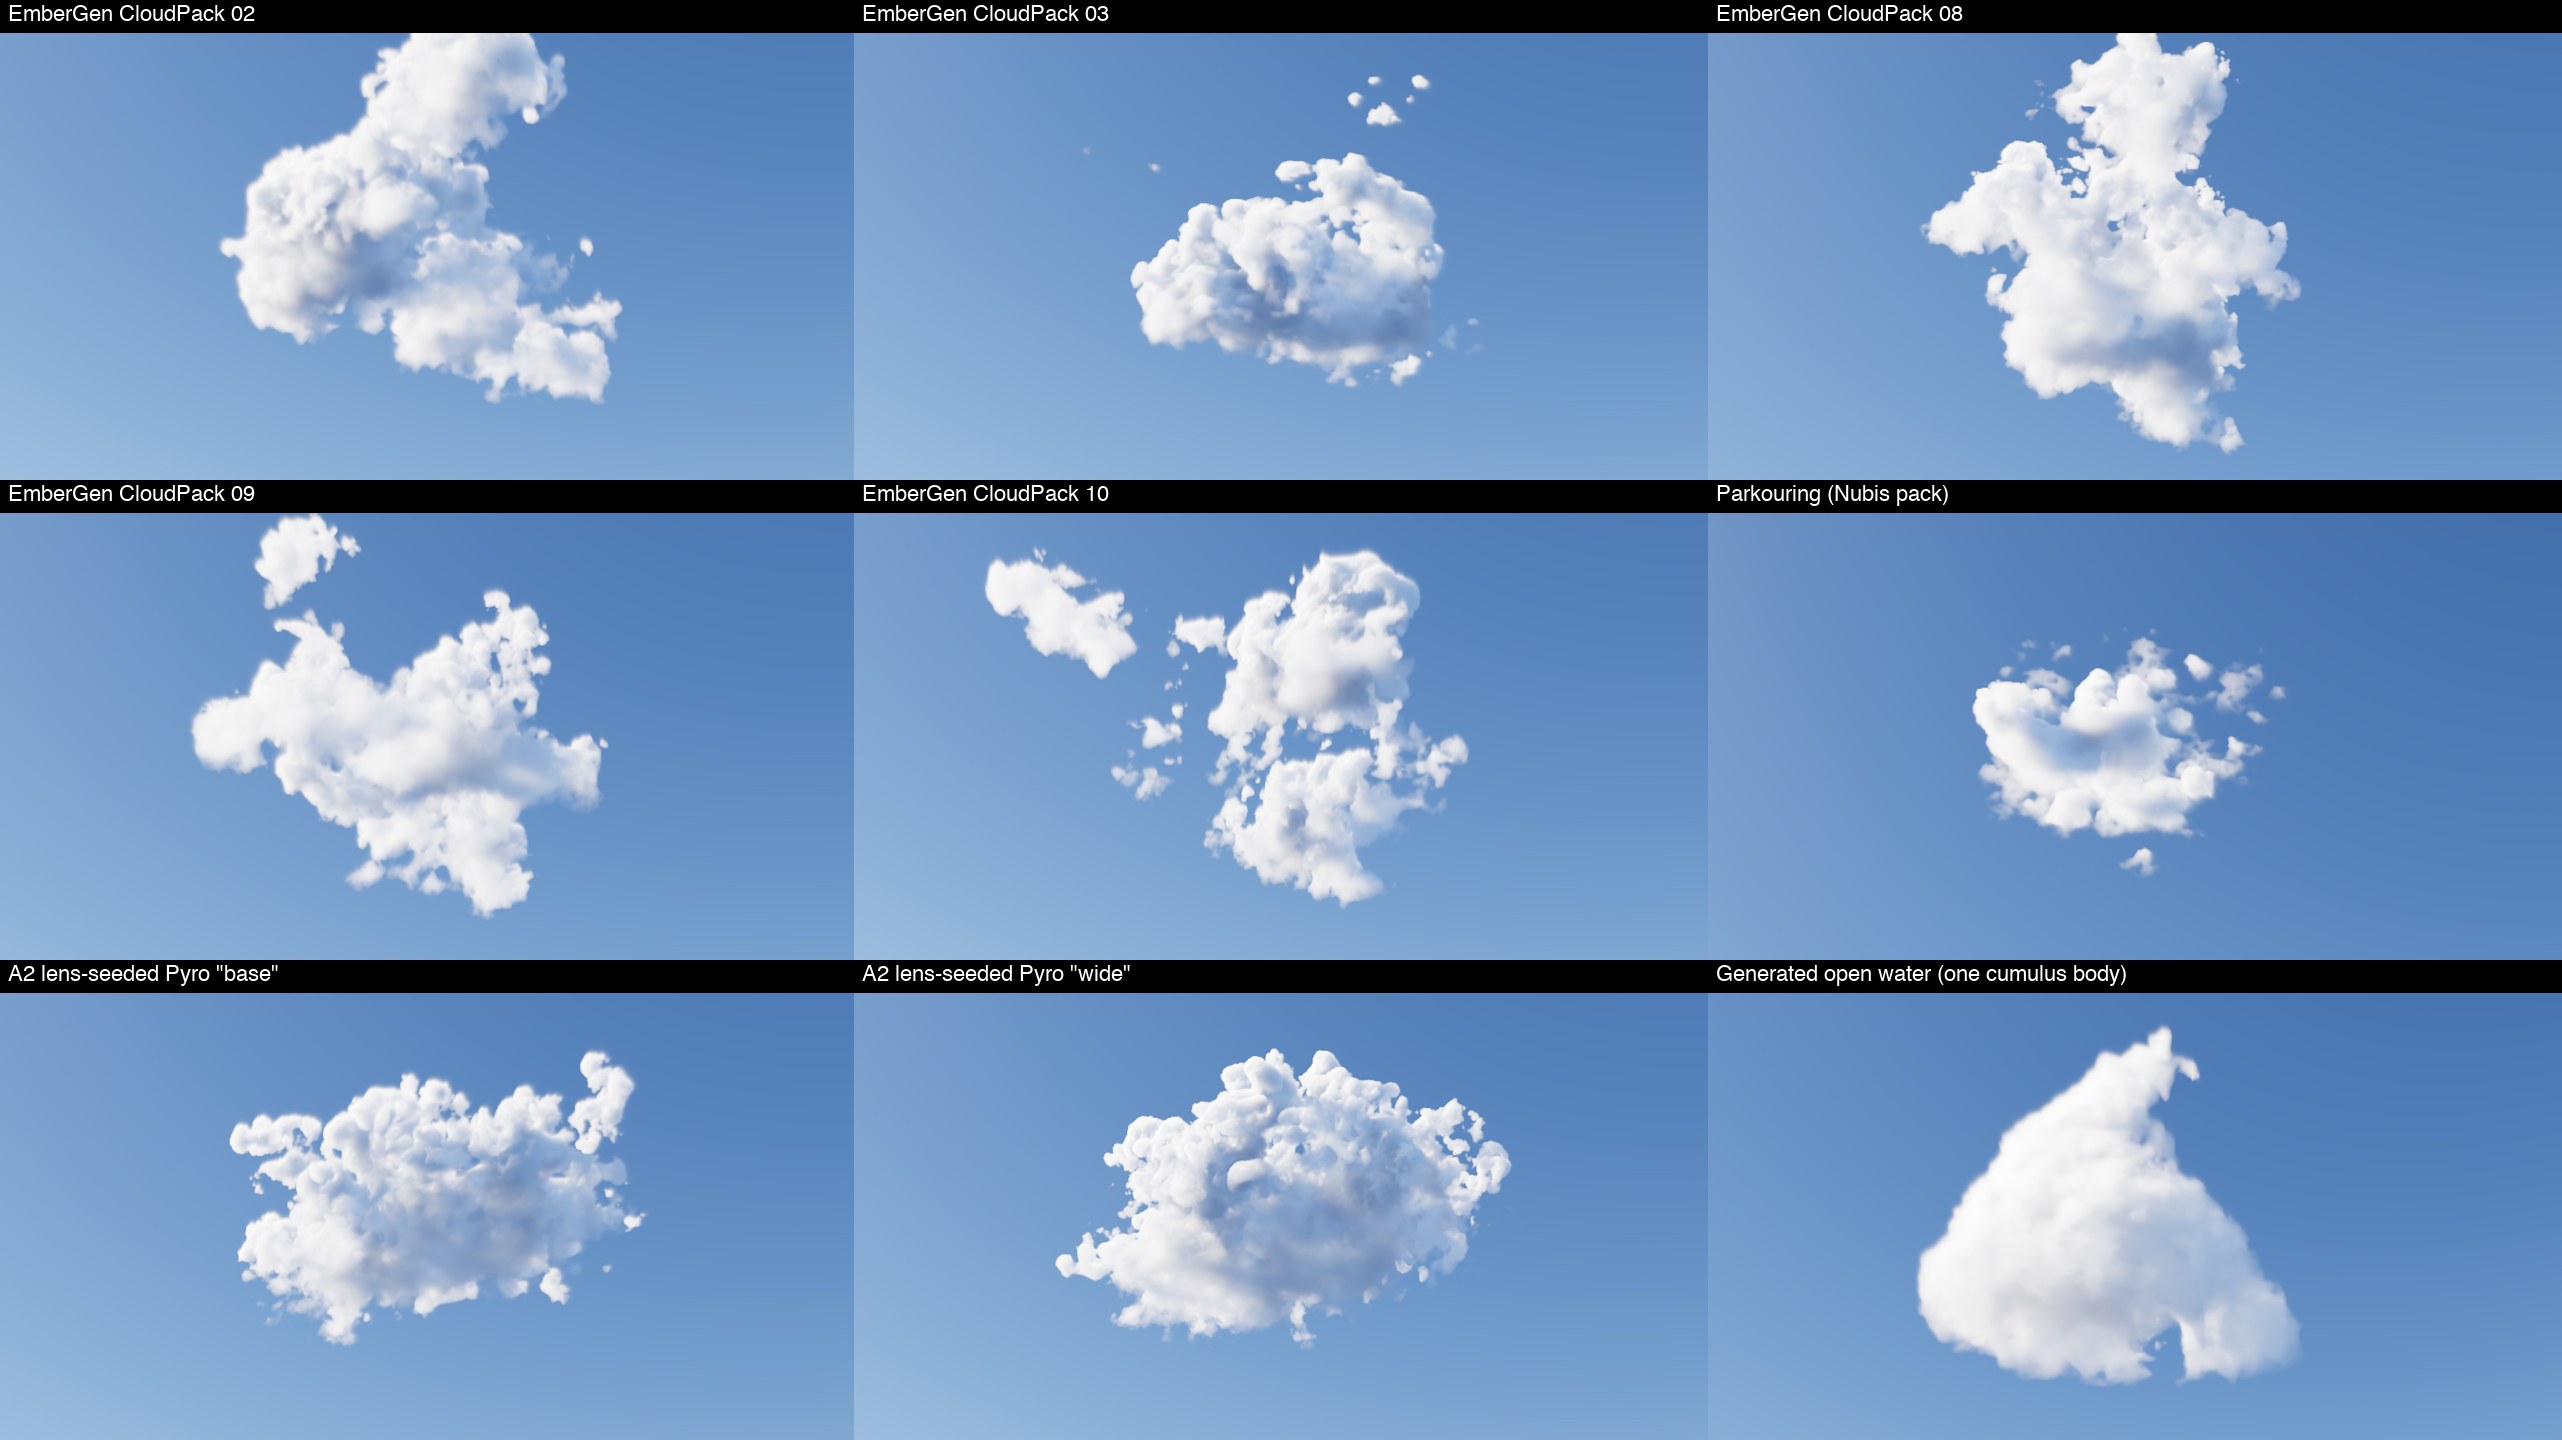 EmberGen CloudPack 02
EmberGen CloudPack 03
EmberGen CloudPack 08
EmberGen CloudPack 09
EmberGen CloudPack 10
Parkouring (Nubis pack)
A2 lens-seeded Pyro "base"
A2 lens-seeded Pyro "wide"
Generated open water (one cumulus body)